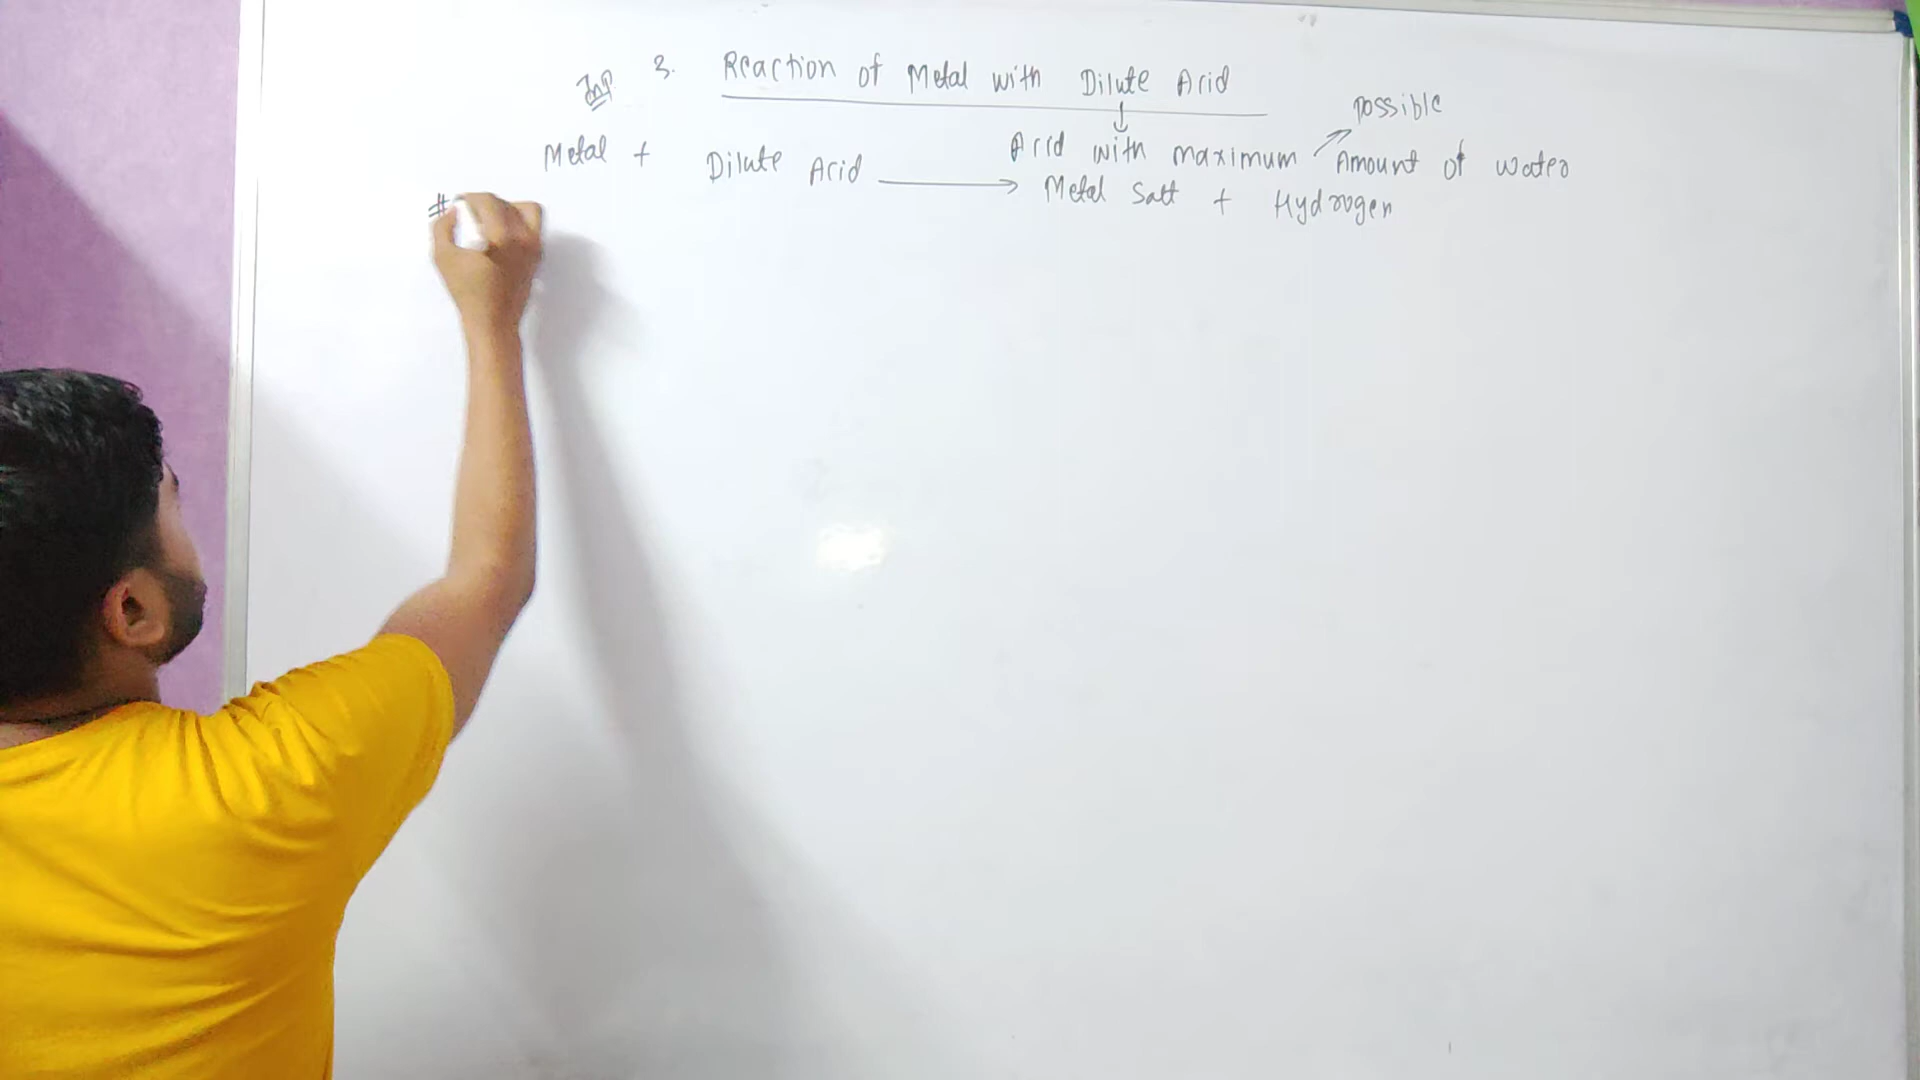 Imp 3. Reaction of Metal with Dilute Acid
possible
Acid with maximum Amount of water
Metal + Dilute Acid ⟶ Metal Salt + Hydrogen
#